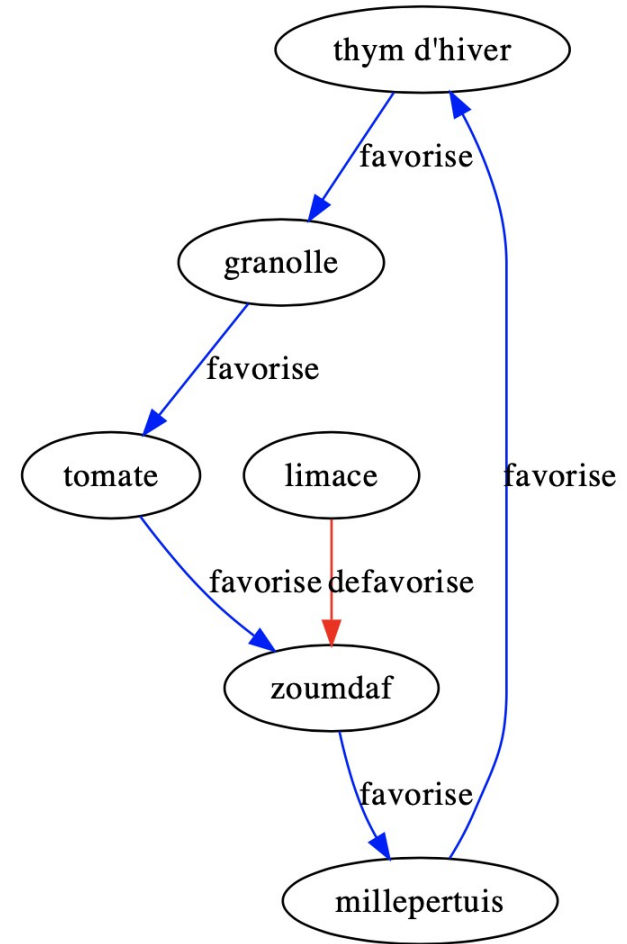 thym d'hiver
favorise
granolle
favorise
tomate
limace
favorise
favorise
defavorise
zoumdaf
favorise
millepertuis